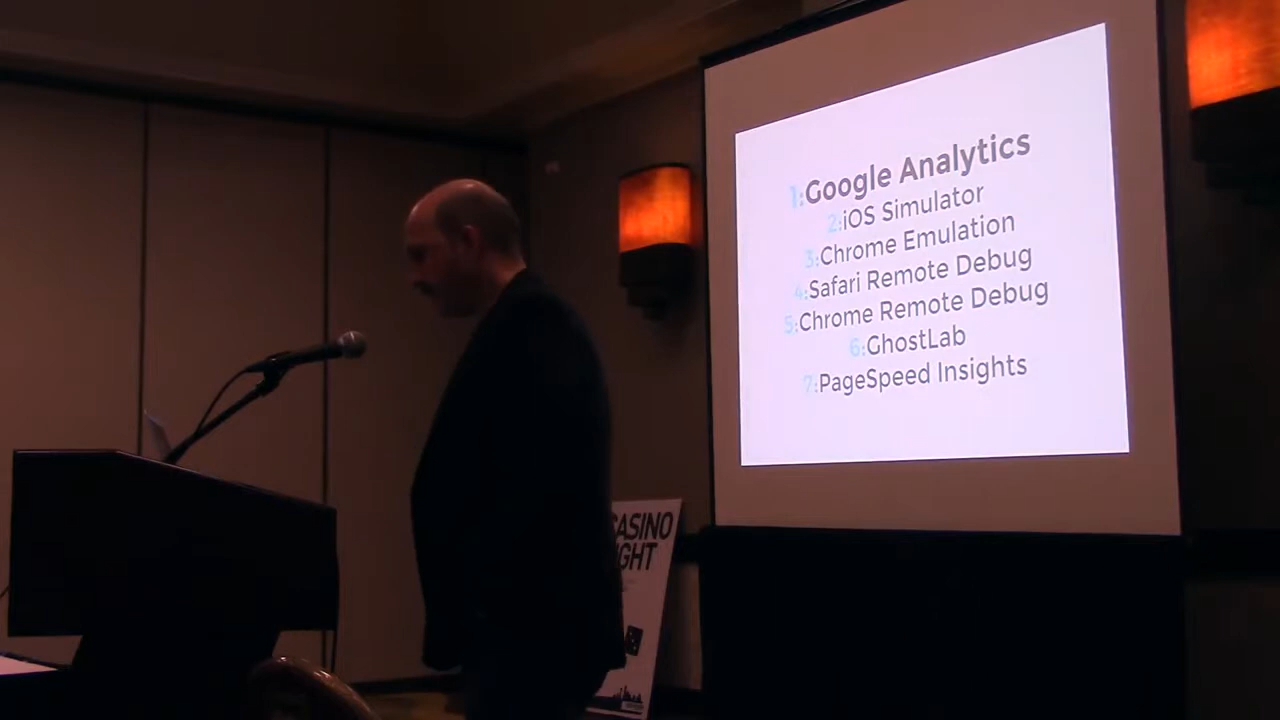 1:Google Analytics
2:iOS Simulator
3:Chrome Emulation
4:Safari Remote Debug
5:Chrome Remote Debug
6:GhostLab
7:PageSpeed Insights
CASINO
IGHT